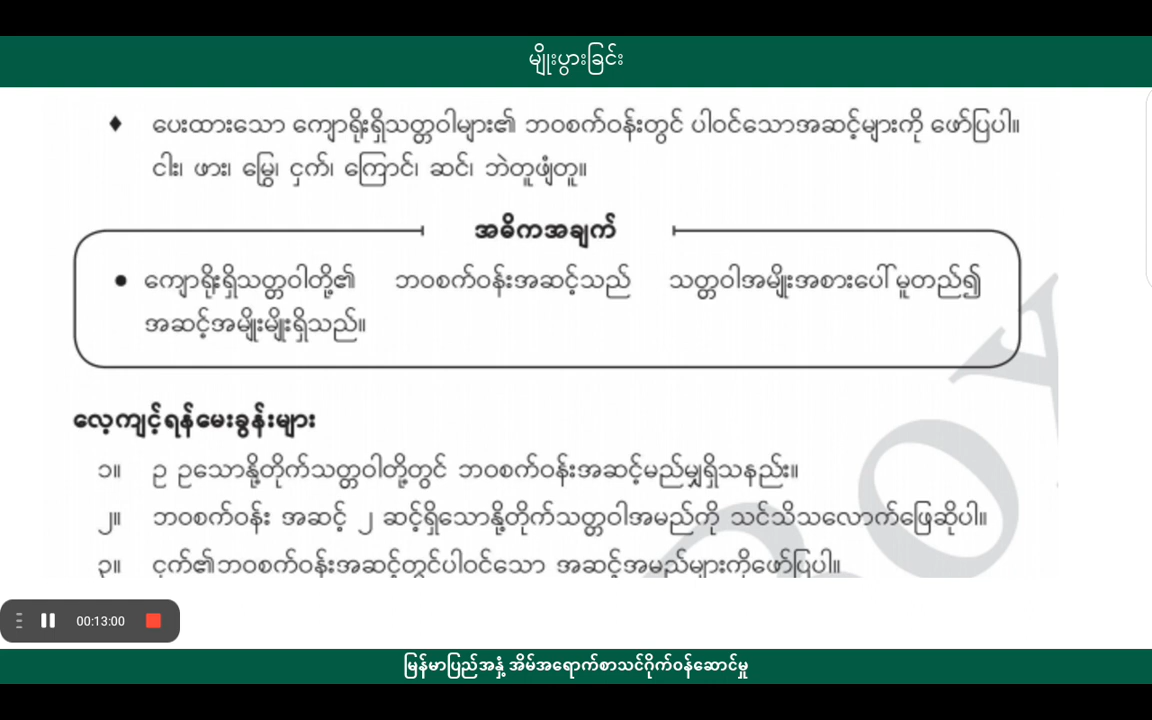 မျိုးပွားခြင်း
♦ ပေးထားသော ကျောရိုးရှိသတ္တဝါများ၏ ဘဝစက်ဝန်းတွင် ပါဝင်သောအဆင့်များကို ဖော်ပြပါ။
ငါး၊ ဖား၊ မြွေ၊ ငှက်၊ ကြောင်၊ ဆင်၊ ဘဲတူဖျံတူ။
အဓိကအချက်
● ကျောရိုးရှိသတ္တဝါတို့၏ ဘဝစက်ဝန်းအဆင့်သည် သတ္တဝါအမျိုးအစားပေါ်မူတည်၍
အဆင့်အမျိုးမျိုးရှိသည်။
လေ့ကျင့်ရန်မေးခွန်းများ
၁။ ဥ ဥသောနို့တိုက်သတ္တဝါတို့တွင် ဘဝစက်ဝန်းအဆင့်မည်မျှရှိသနည်း။
၂။ ဘဝစက်ဝန်း အဆင့် ၂ ဆင့်ရှိသောနို့တိုက်သတ္တဝါအမည်ကို သင်သိသလောက်ဖြေဆိုပါ။
၃။ ငှက်၏ဘဝစက်ဝန်းအဆင့်တွင်ပါဝင်သော အဆင့်အမည်များကိုဖော်ပြပါ။
00:13:00
မြန်မာပြည်အနှံ့ အိမ်အရောက်စာသင်ဂိုက်ဝန်ဆောင်မှု